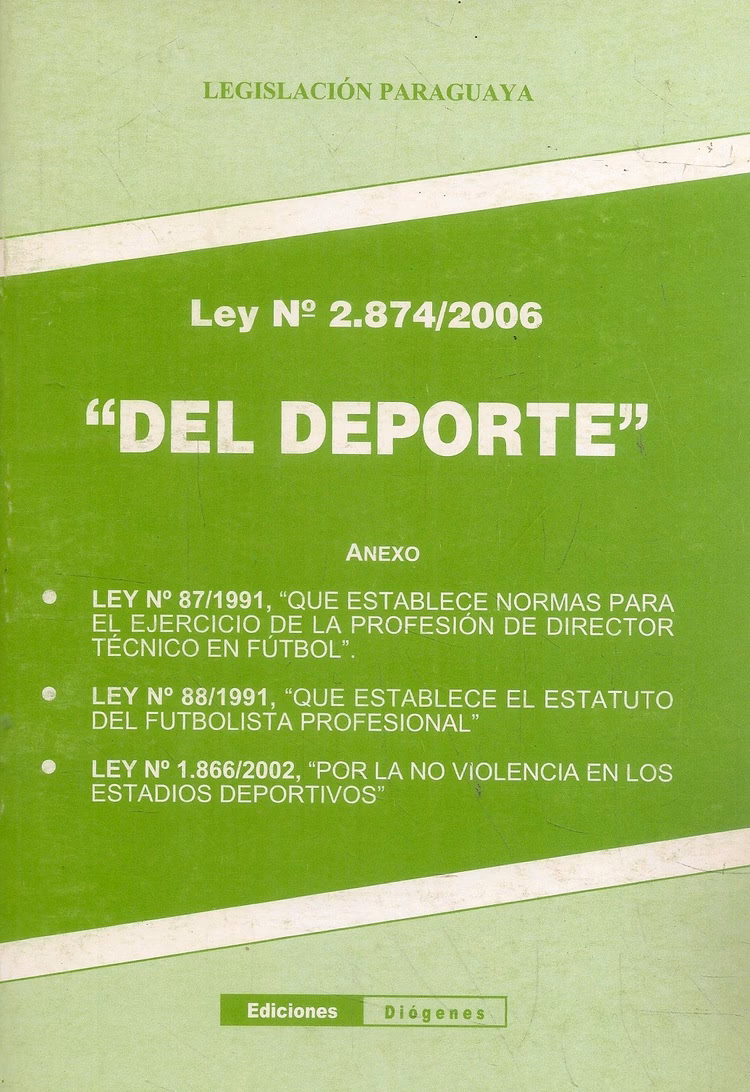 LEGISLACIÓN PARAGUAYA
Ley Nº 2.874/2006
“DEL DEPORTE”
ANEXO
• LEY Nº 87/1991, “QUE ESTABLECE NORMAS PARA
EL EJERCICIO DE LA PROFESIÓN DE DIRECTOR
TÉCNICO EN FÚTBOL”.
• LEY Nº 88/1991, “QUE ESTABLECE EL ESTATUTO
DEL FUTBOLISTA PROFESIONAL”
• LEY Nº 1.866/2002, “POR LA NO VIOLENCIA EN LOS
ESTADIOS DEPORTIVOS”
Ediciones Diógenes